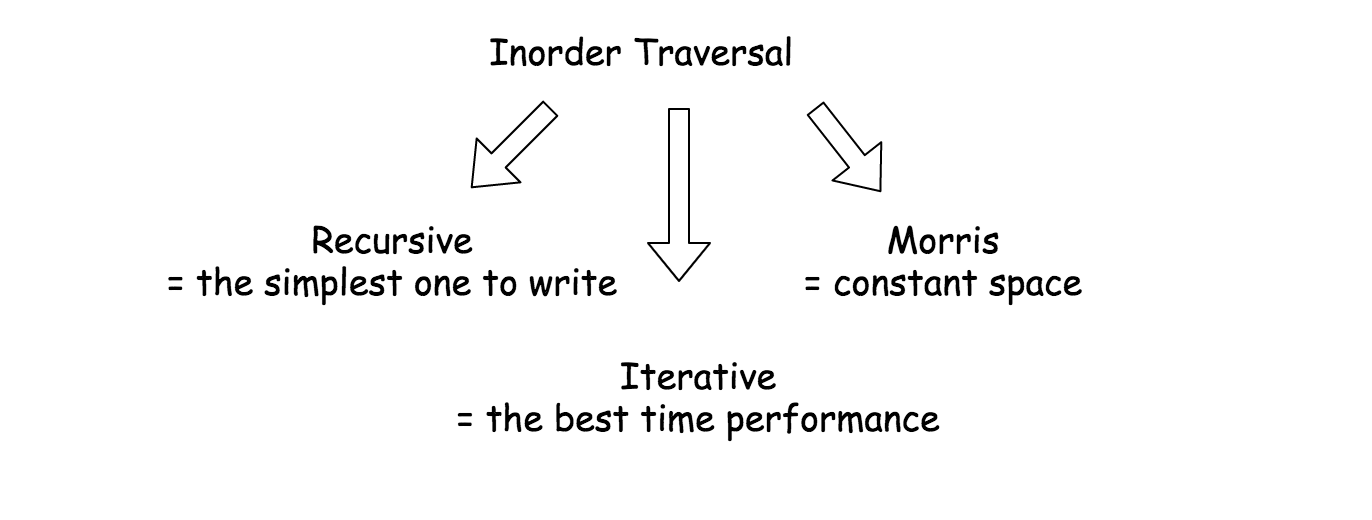 Inorder Traversal
Recursive
= the simplest one to write
Morris
= constant space
Iterative
= the best time performance